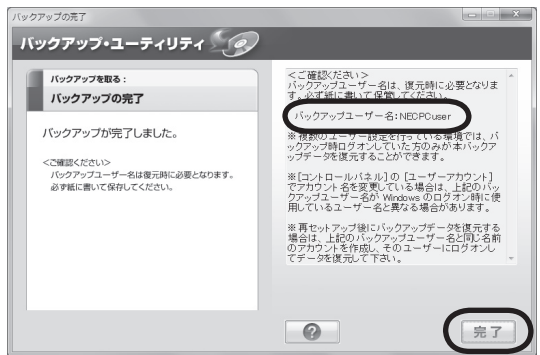 バックアップの完了
バックアップ・ユーティリティ
バックアップを取る:
バックアップの完了
バックアップが完了しました。
<ご確認ください>
バックアップユーザー名は復元時に必要となります。
必ず紙に書いて保存してください。
<ご確認ください>
バックアップユーザー名は、復元時に必要となりま
す。必ず紙に書いて保管してください。
バックアップユーザー名:NECPCuser
※複数のユーザー設定を行っている環境では、バ
ックアップ時ログオンしていた方のみが本バックア
ップデータを復元することができます。
※[コントロールパネル]の[ユーザーアカウント]
でアカウント名を変更している場合は、上記のバッ
クアップユーザー名が Windows のログオン時に使
用しているユーザー名と異なる場合があります。
※再セットアップ後にバックアップデータを復元する
場合は、上記のバックアップユーザー名と同じ名前
のアカウントを作成し、そのユーザーにログオンし
てデータを復元して下さい。
?
完了